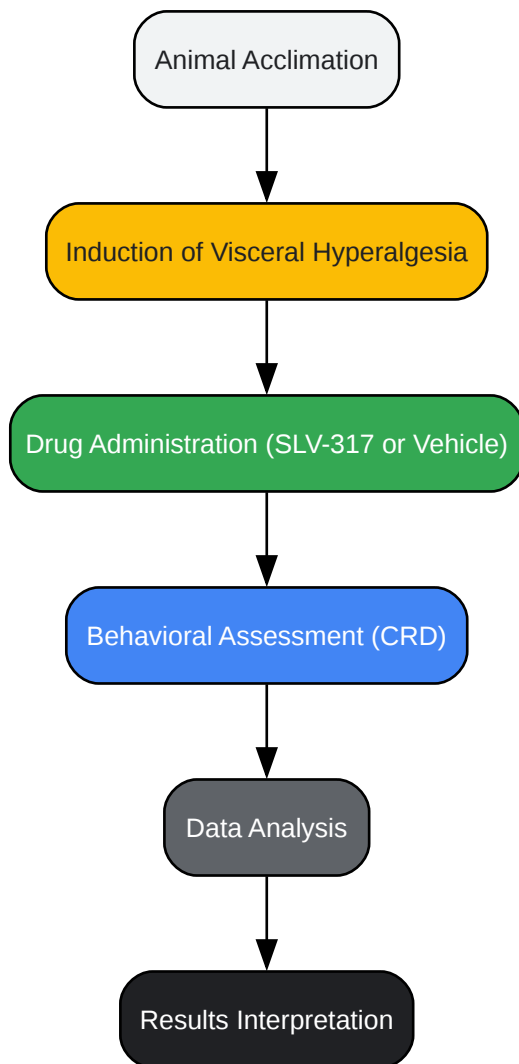 Animal Acclimation
Induction of Visceral Hyperalgesia
Drug Administration (SLV-317 or Vehicle)
Behavioral Assessment (CRD)
Data Analysis
Results Interpretation